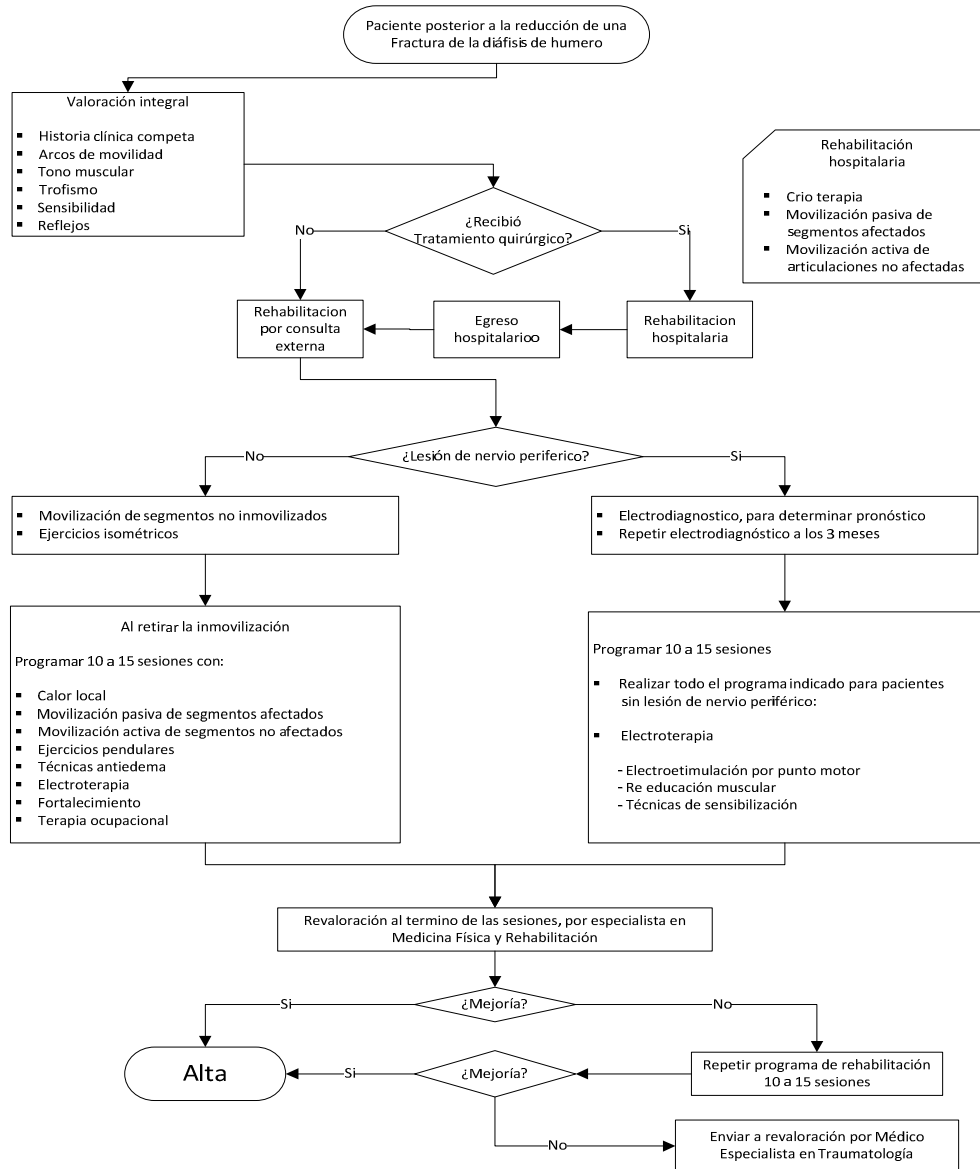 Paciente posterior a la reducción de una
Fractura de la diáfisis de humero
Valoración integral
▪ Historia clínica competa
▪ Arcos de movilidad
▪ Tono muscular
▪ Trofismo
▪ Sensibilidad
▪ Reflejos
Rehabilitación
hospitalaria
▪ Crio terapia
▪ Movilización pasiva de
segmentos afectados
▪ Movilización activa de
articulaciones no afectadas
¿Recibió
Tratamiento quirúrgico?
No
Si
Rehabilitacion
por consulta
externa
Egreso
hospitalarioo
Rehabilitacion
hospitalaria
¿Lesión de nervio periferico?
No
Si
▪ Movilización de segmentos no inmovilizados
▪ Ejercicios isométricos
▪ Electrodiagnostico, para determinar pronóstico
▪ Repetir electrodiagnóstico a los 3 meses
Al retirar la inmovilización
Programar 10 a 15 sesiones con:
▪ Calor local
▪ Movilización pasiva de segmentos afectados
▪ Movilización activa de segmentos no afectados
▪ Ejercicios pendulares
▪ Técnicas antiedema
▪ Electroterapia
▪ Fortalecimiento
▪ Terapia ocupacional
Programar 10 a 15 sesiones
▪ Realizar todo el programa indicado para pacientes
sin lesión de nervio periférico:
▪ Electroterapia
- Electroetimulación por punto motor
- Re educación muscular
- Técnicas de sensibilización
Revaloración al termino de las sesiones, por especialista en
Medicina Física y Rehabilitación
¿Mejoría?
Si
No
Alta
Si
¿Mejoría?
Repetir programa de rehabilitación
10 a 15 sesiones
No
Enviar a revaloración por Médico
Especialista en Traumatología